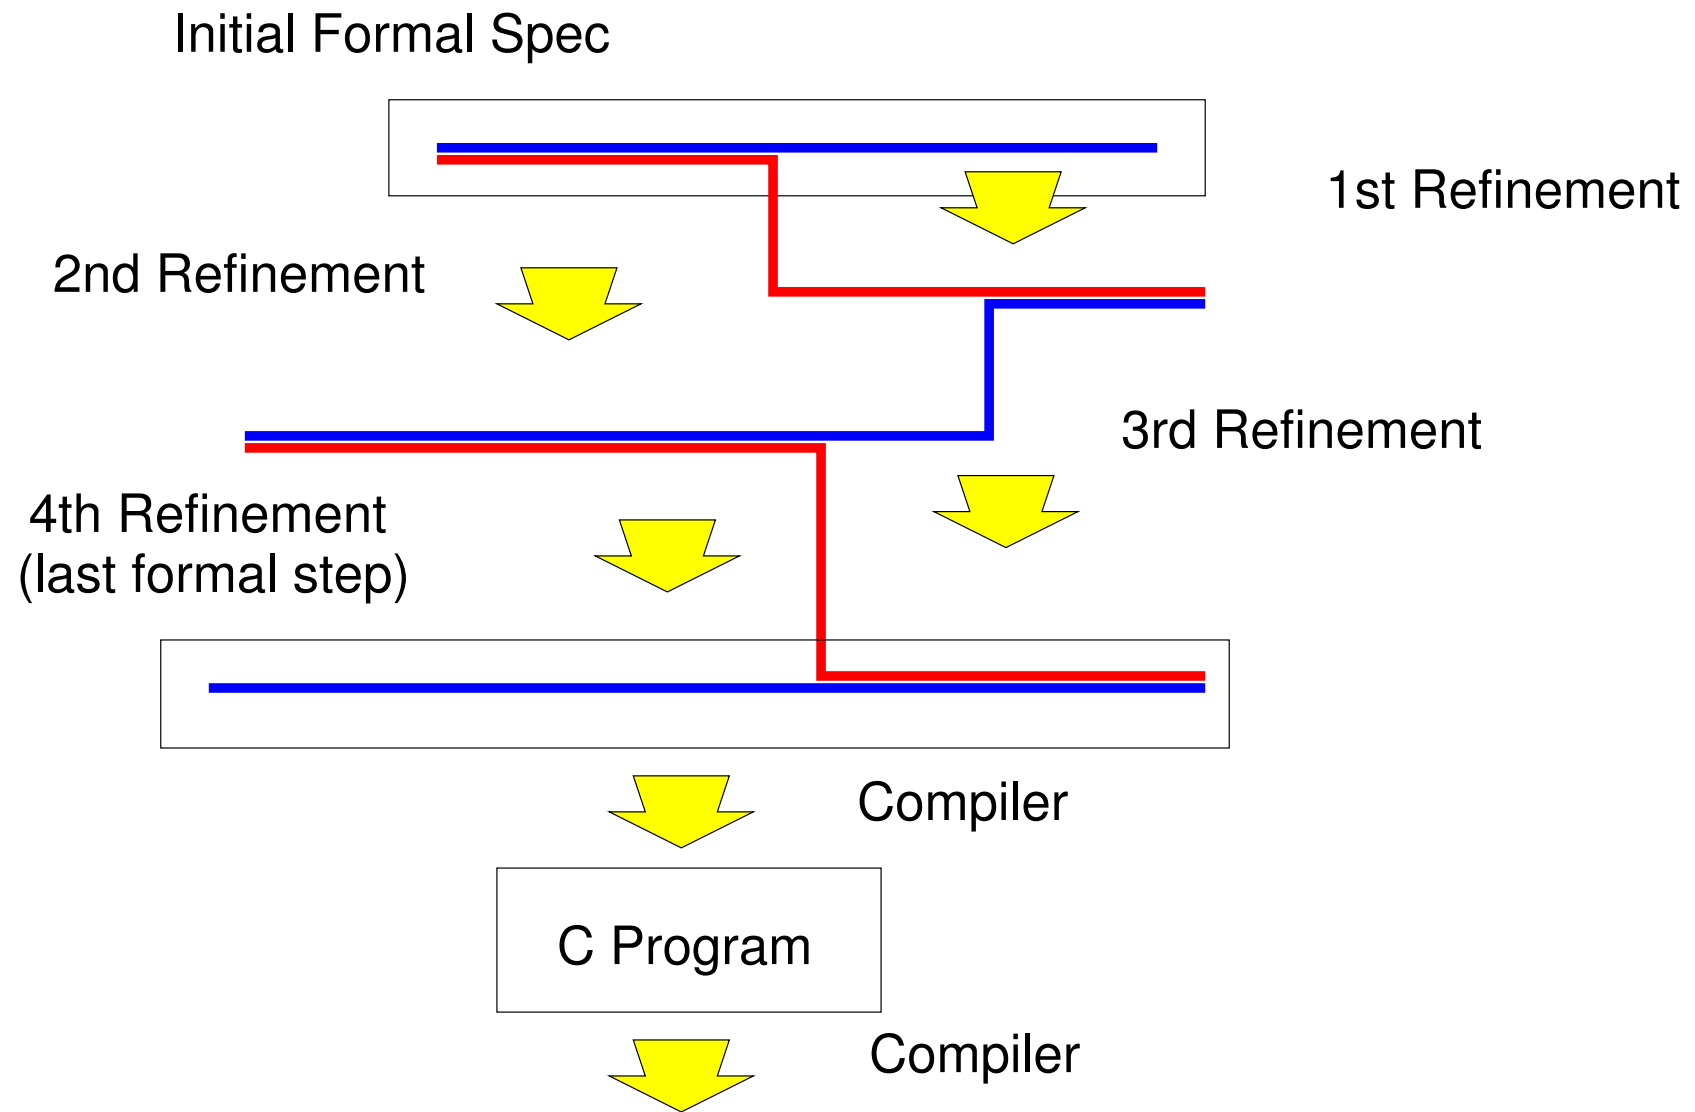 Initial Formal Spec
1st Refinement
2nd Refinement
3rd Refinement
4th Refinement
(last formal step)
Compiler
C Program
Compiler